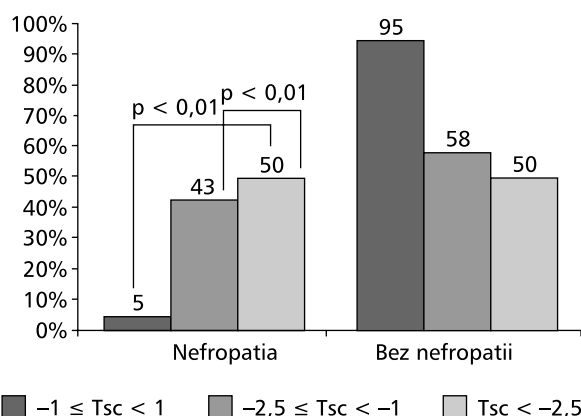 100%
90%
80%
70%
60%
50%
40%
30%
20%
10%
0%
p < 0,01
p < 0,01
5
43
50
95
58
50
Nefropatia
Bez nefropatii
–1 ≤ Tsc < 1
–2,5 ≤ Tsc < –1
Tsc < –2,5